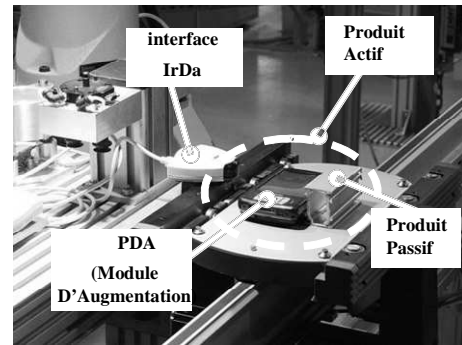 interface
IrDa
Produit
Actif
PDA
(Module
D'Augmentation
Produit
Passif